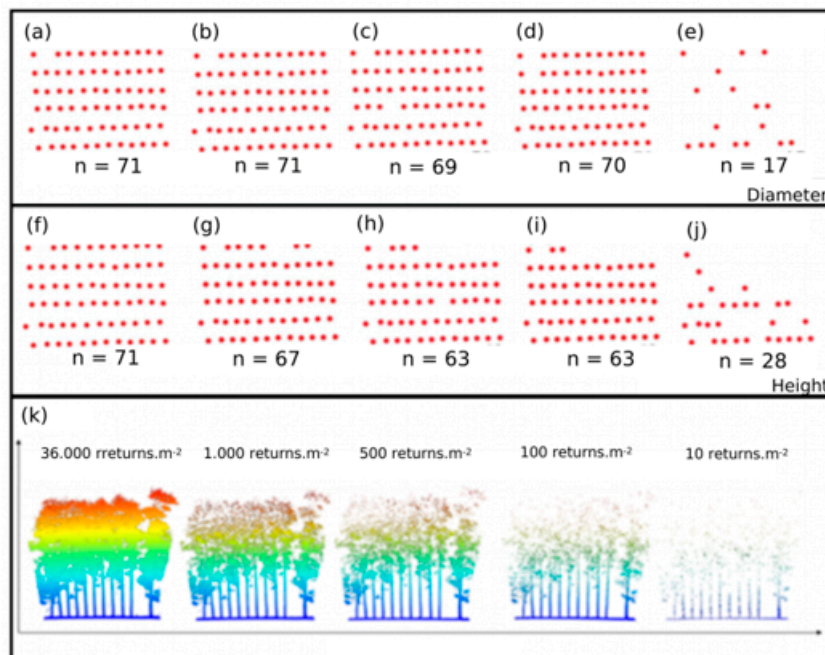 (a) (b) (c) (d) (e)
n = 71 n = 71 n = 69 n = 70 n = 17
Diameter
(f) (g) (h) (i) (j)
n = 71 n = 67 n = 63 n = 63 n = 28
Height
(k)
36.000 rreturns.m⁻² 1.000 returns.m⁻² 500 returns.m⁻² 100 returns.m⁻² 10 returns.m⁻²